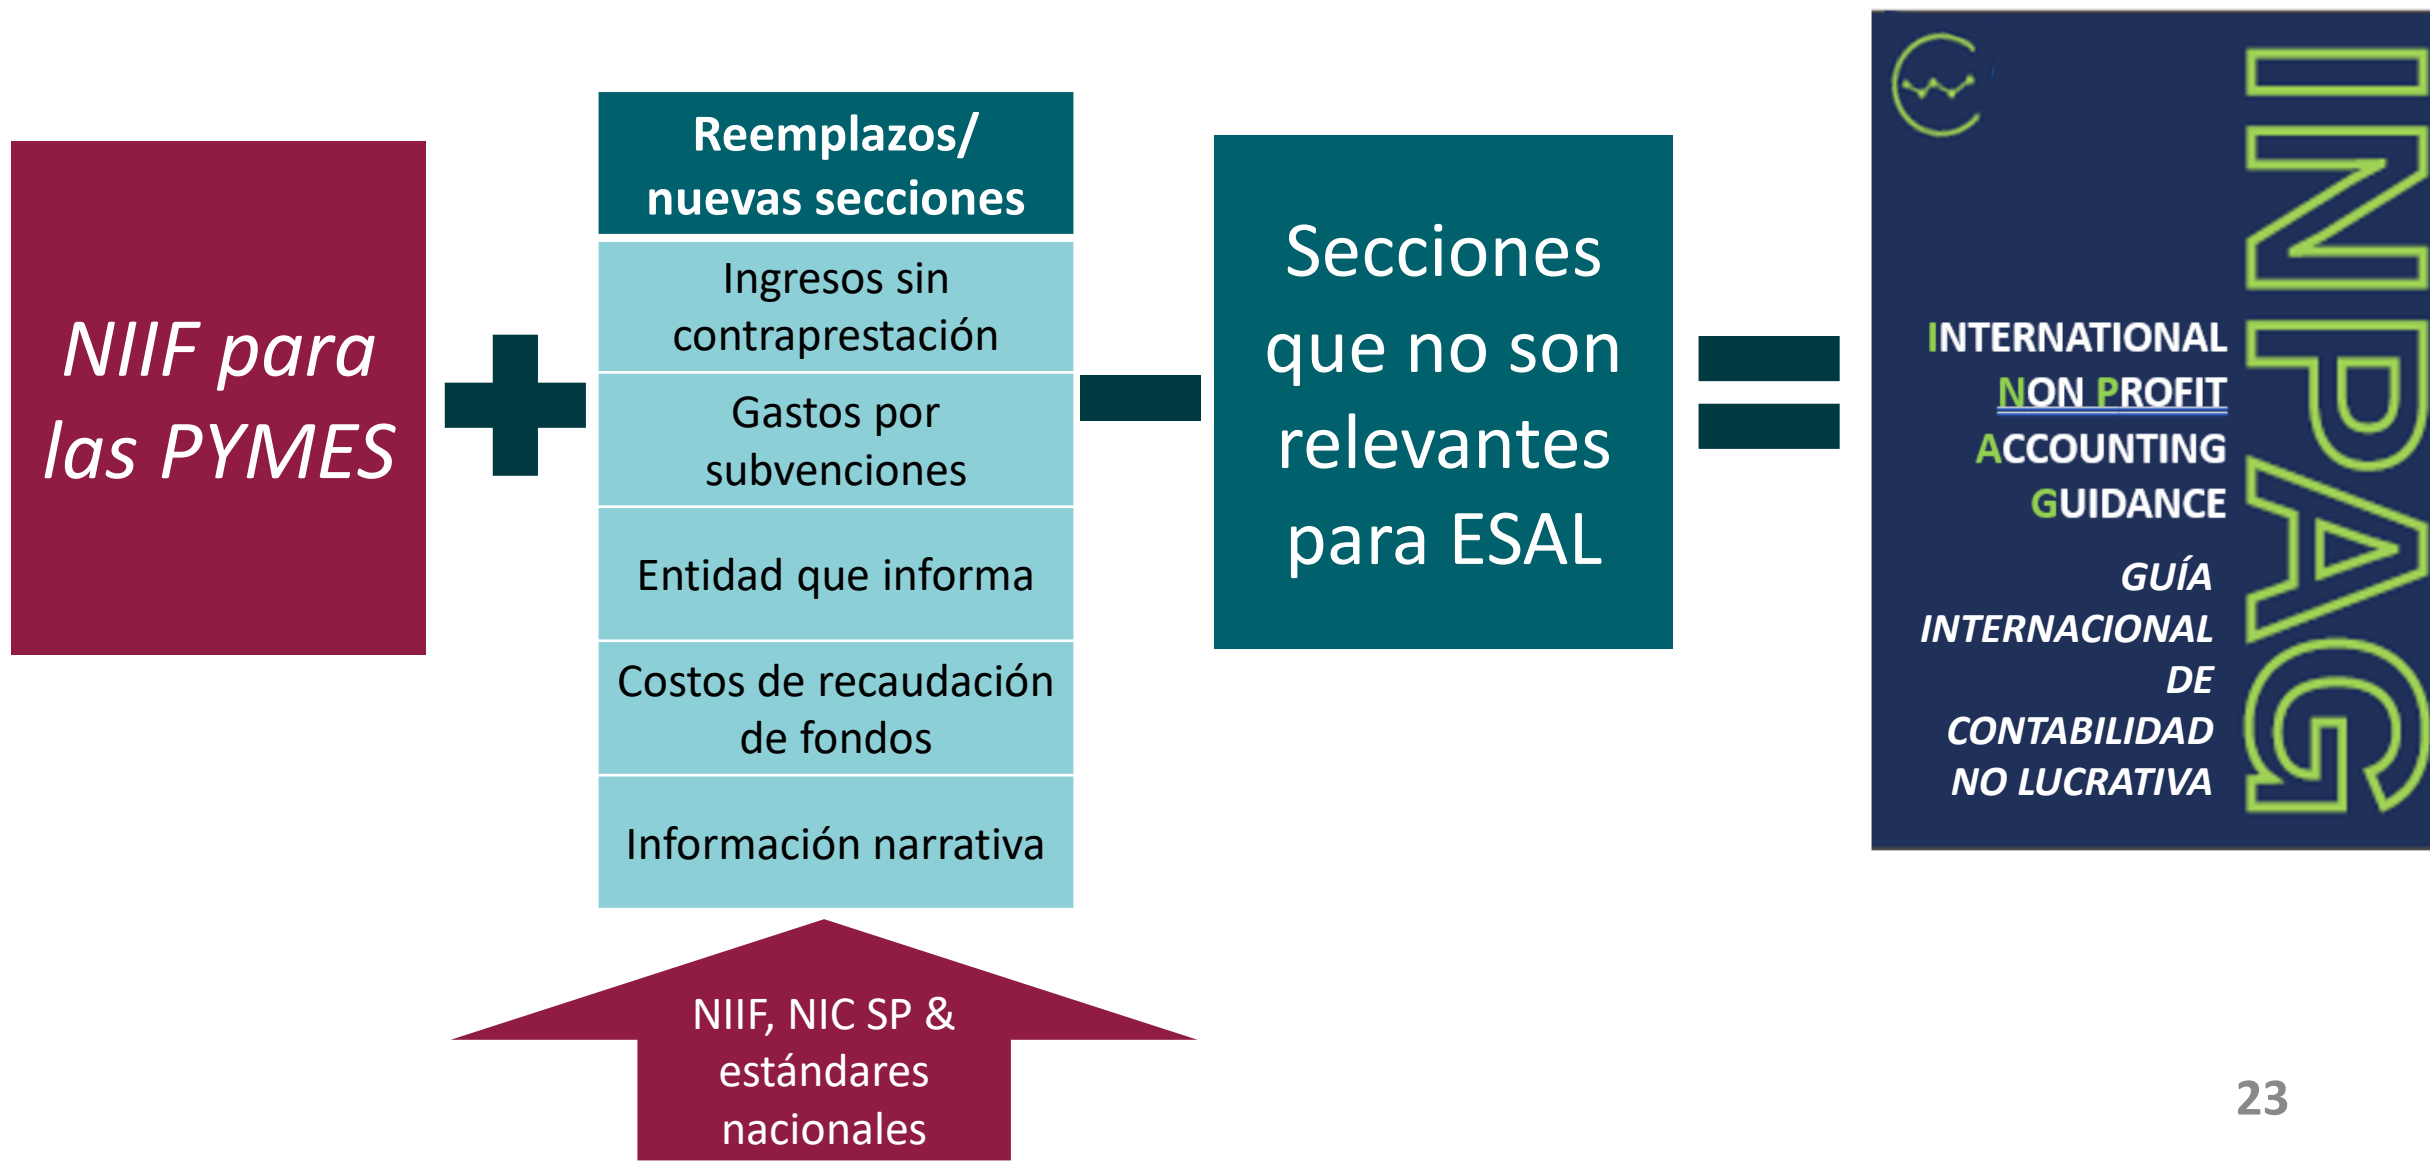 NIIF para
las PYMES
Reemplazos/
nuevas secciones
Ingresos sin
contraprestación
Gastos por
subvenciones
Entidad que informa
Costos de recaudación
de fondos
Información narrativa
NIIF, NIC SP &
estándares
nacionales
Secciones
que no son
relevantes
para ESAL
INTERNATIONAL
NON PROFIT
ACCOUNTING
GUIDANCE
GUÍA
INTERNACIONAL
DE
CONTABILIDAD
NO LUCRATIVA
INPAG
23